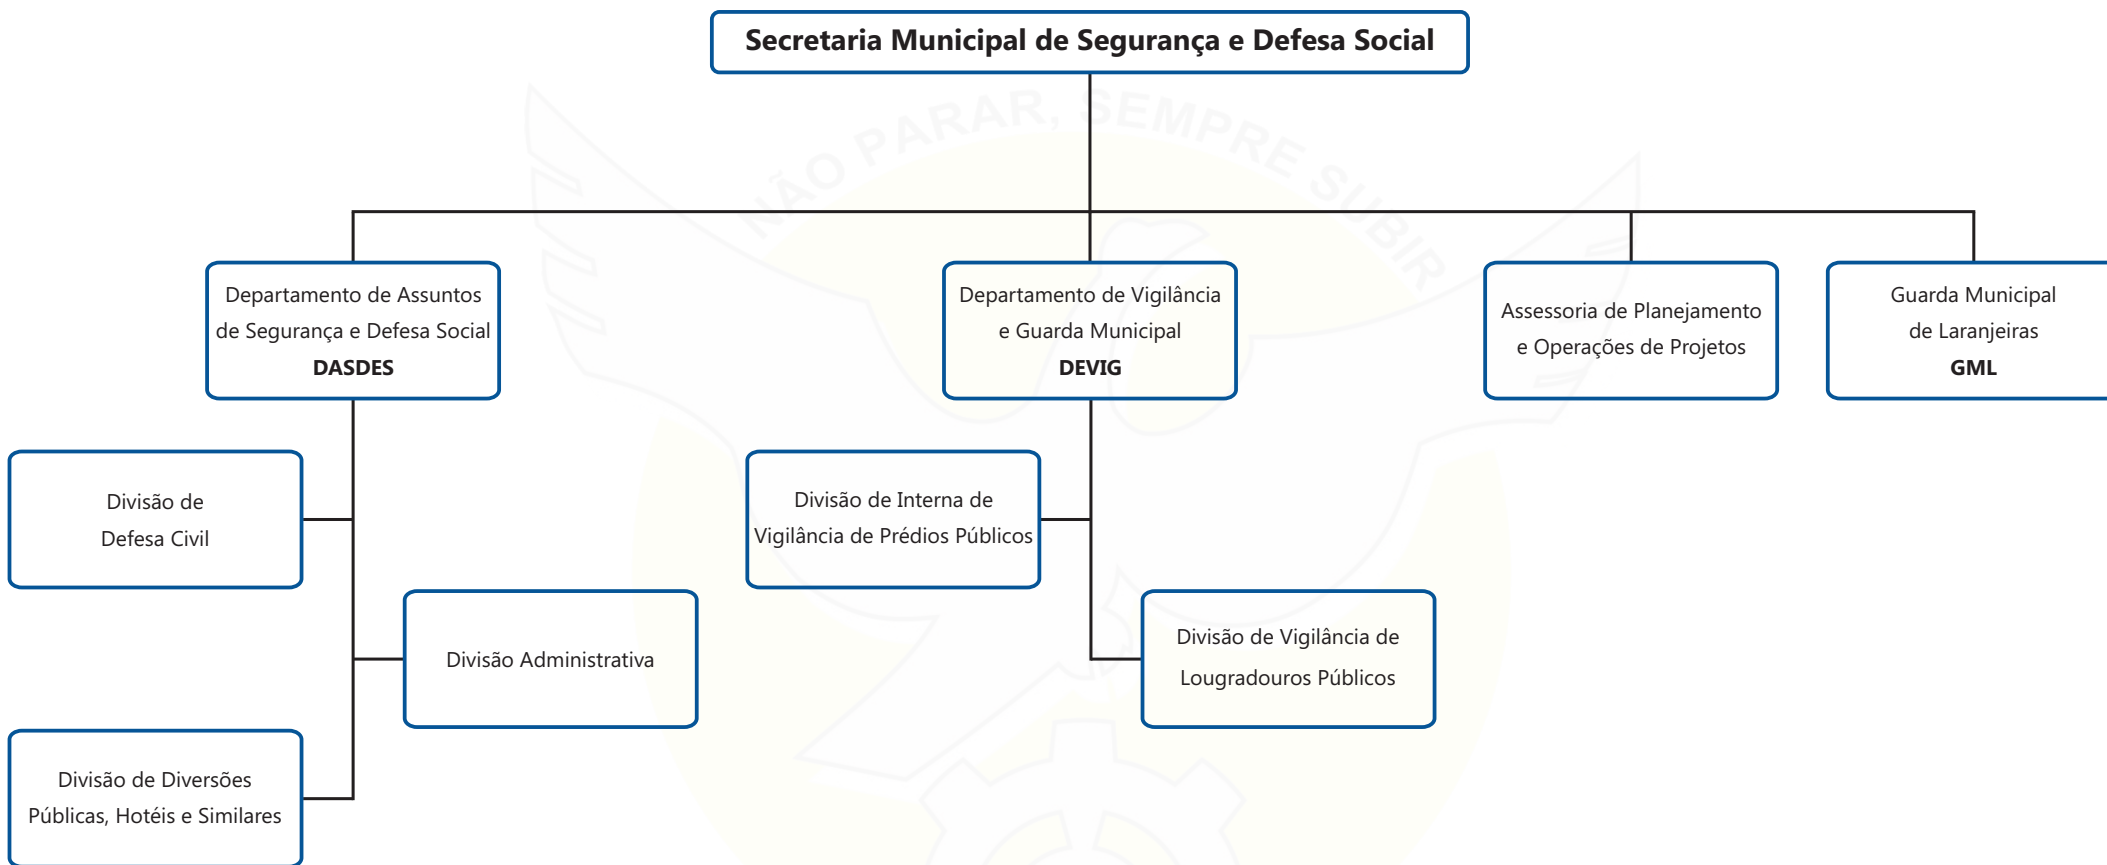 Secretaria Municipal de Segurança e Defesa Social
NÃO PARAR, SEMPRE SUBIR
Departamento de Assuntos
de Segurança e Defesa Social
DASDES
Departamento de Vigilância
e Guarda Municipal
DEVIG
Assessoria de Planejamento
e Operações de Projetos
Guarda Municipal
de Laranjeiras
GML
Divisão de
Defesa Civil
Divisão de Interna de
Vigilância de Prédios Públicos
Divisão Administrativa
Divisão de Vigilância de
Lougradouros Públicos
Divisão de Diversões
Públicas, Hotéis e Similares